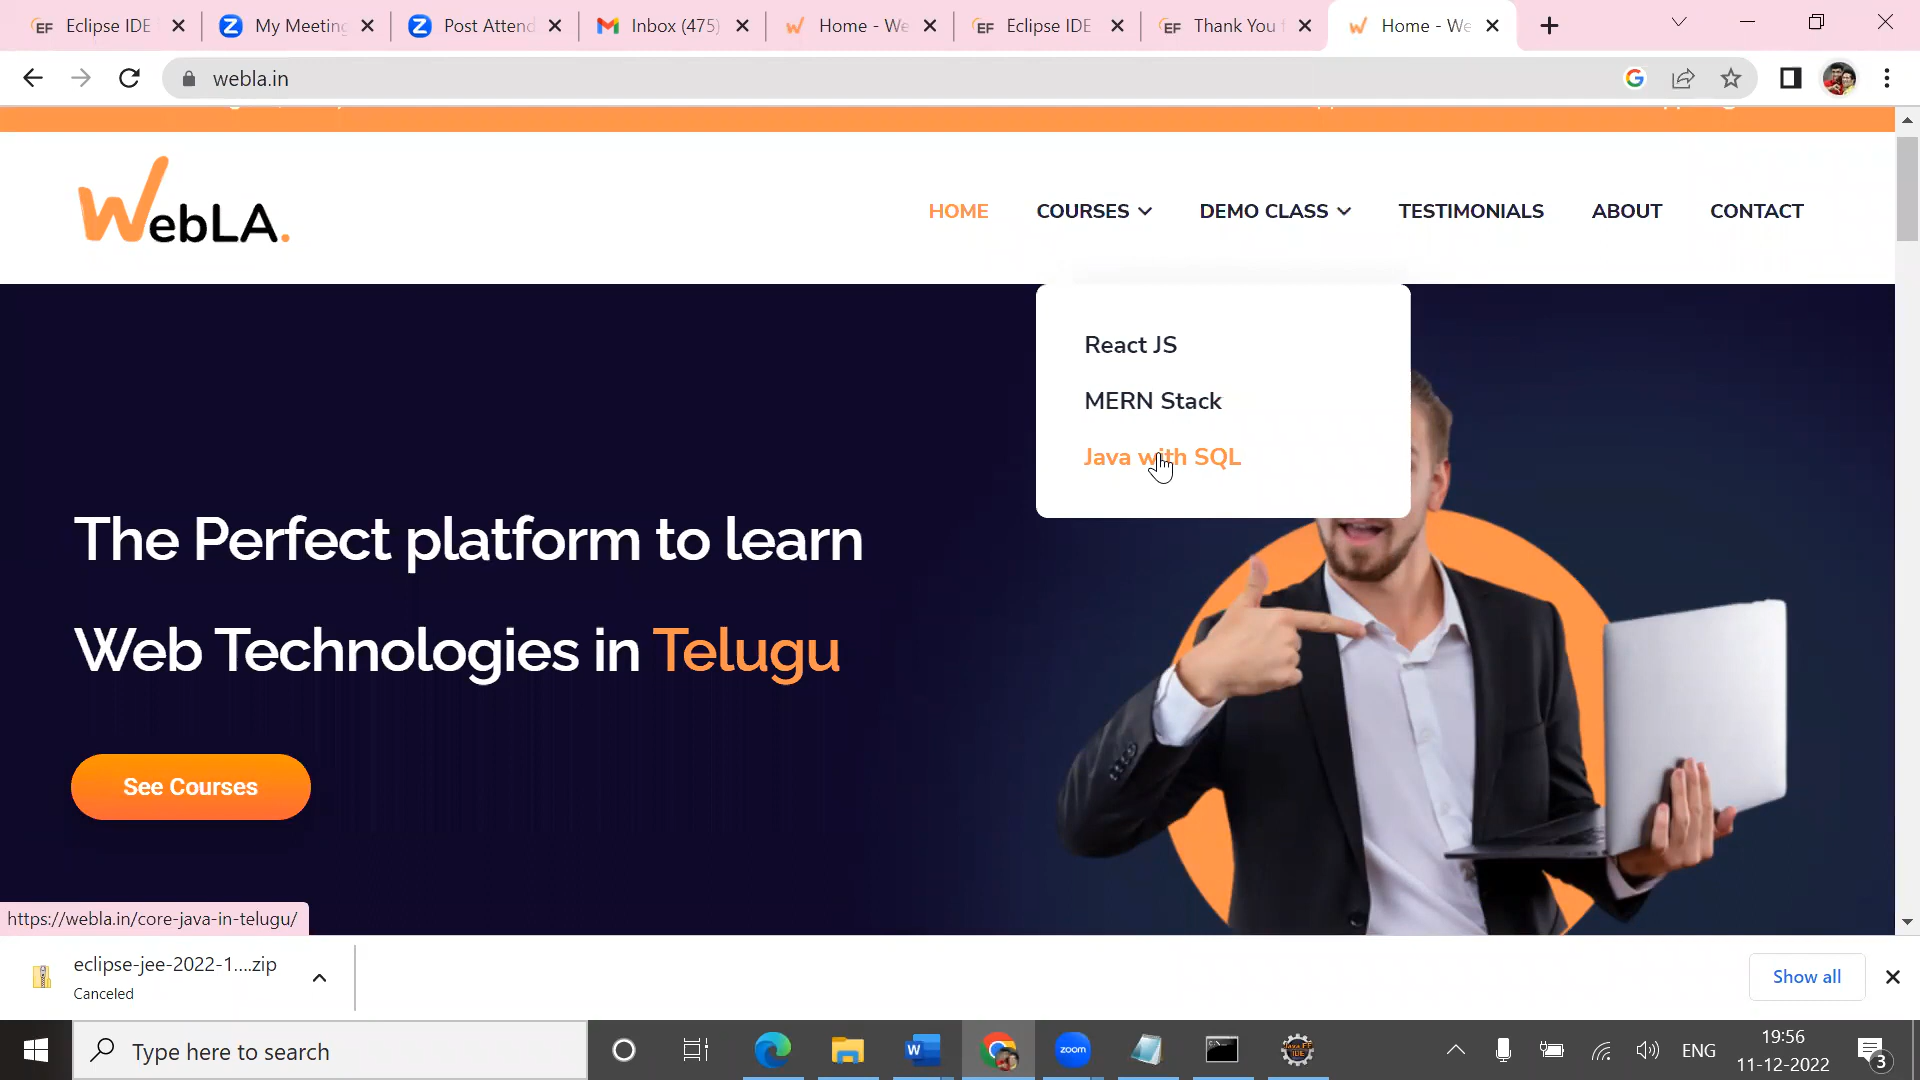 Eclipse IDE
My Meeting
Post Attend
Inbox (475)
Home - We
Eclipse IDE
Thank You f
Home - We
webla.in
WebLA.
HOME
COURSES
DEMO CLASS
TESTIMONIALS
ABOUT
CONTACT
React JS
MERN Stack
Java with SQL
The Perfect platform to learn
Web Technologies in Telugu
See Courses
https://webla.in/core-java-in-telugu/
eclipse-jee-2022-1....zip
Canceled
Show all
Type here to search
zoom
ENG
19:56
11-12-2022
3